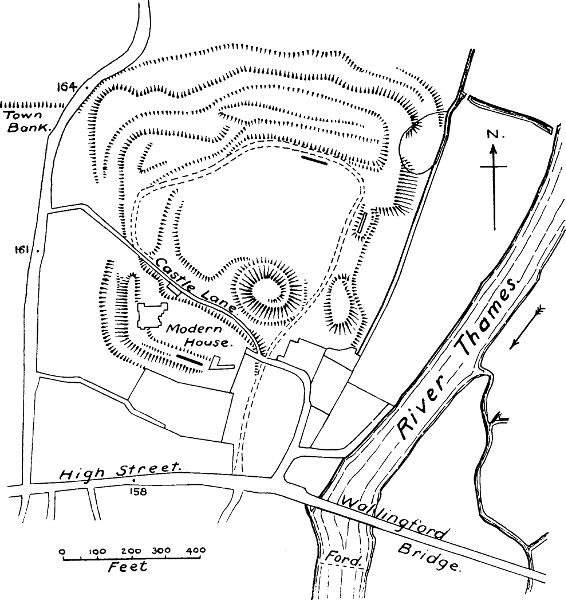 164
Town
Bank.
N.
161
Castle Lane
Modern
House.
River Thames.
High Street.
158
Wallingford
Bridge.
Ford.
0 100 200 300 400
Feet